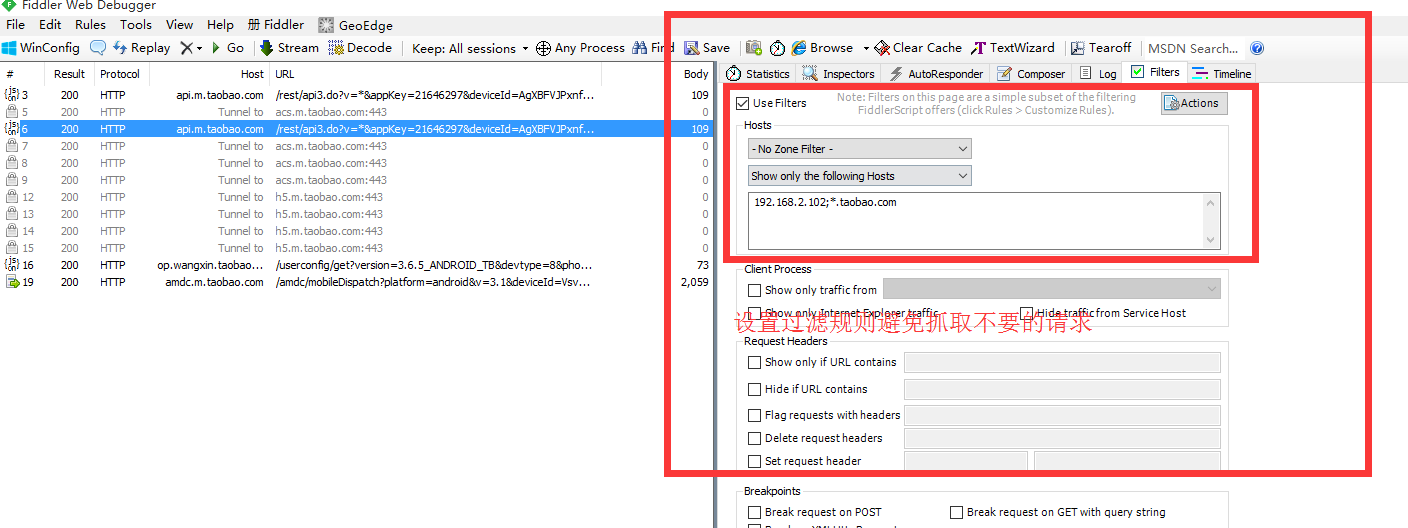 Fiddler Web Debugger
File Edit Rules Tools View Help 册 Fiddler GeoEdge
WinConfig Replay Go Stream Decode Keep: All sessions Any Process Find Save Browse Clear Cache TextWizard Tearoff MSDN Search...
# Result Protocol Host URL Body
3 200 HTTP api.m.taobao.com /rest/api3.do?v=*&appKey=21646297&deviceId=AgXBFVJPxnf... 109
5 200 HTTP Tunnel to acs.m.taobao.com:443 0
6 200 HTTP api.m.taobao.com /rest/api3.do?v=*&appKey=21646297&deviceId=AgXBFVJPxnf... 109
7 200 HTTP Tunnel to acs.m.taobao.com:443 0
8 200 HTTP Tunnel to acs.m.taobao.com:443 0
9 200 HTTP Tunnel to acs.m.taobao.com:443 0
12 200 HTTP Tunnel to h5.m.taobao.com:443 0
13 200 HTTP Tunnel to h5.m.taobao.com:443 0
14 200 HTTP Tunnel to h5.m.taobao.com:443 0
15 200 HTTP Tunnel to h5.m.taobao.com:443 0
16 200 HTTP op.wangxin.taobao... /userconfig/get?version=3.6.5_ANDROID_TB&devtype=8&pho... 73
19 200 HTTP amdc.m.taobao.com /amdc/mobileDispatch?platform=android&v=3.1&deviceId=Vsv... 2,059
Statistics Inspectors AutoResponder Composer Log Filters Timeline
Use Filters
Note: Filters on this page are a simple subset of the filtering
FiddlerScript offers (click Rules > Customize Rules).
Actions
Hosts
- No Zone Filter -
Show only the following Hosts
192.168.2.102;*.taobao.com
Client Process
Show only traffic from
Show only Internet Explorer traffic Hide traffic from Service Host
设置过滤规则避免抓取不要的请求
Request Headers
Show only if URL contains
Hide if URL contains
Flag requests with headers
Delete request headers
Set request header
Breakpoints
Break request on POST Break request on GET with query string